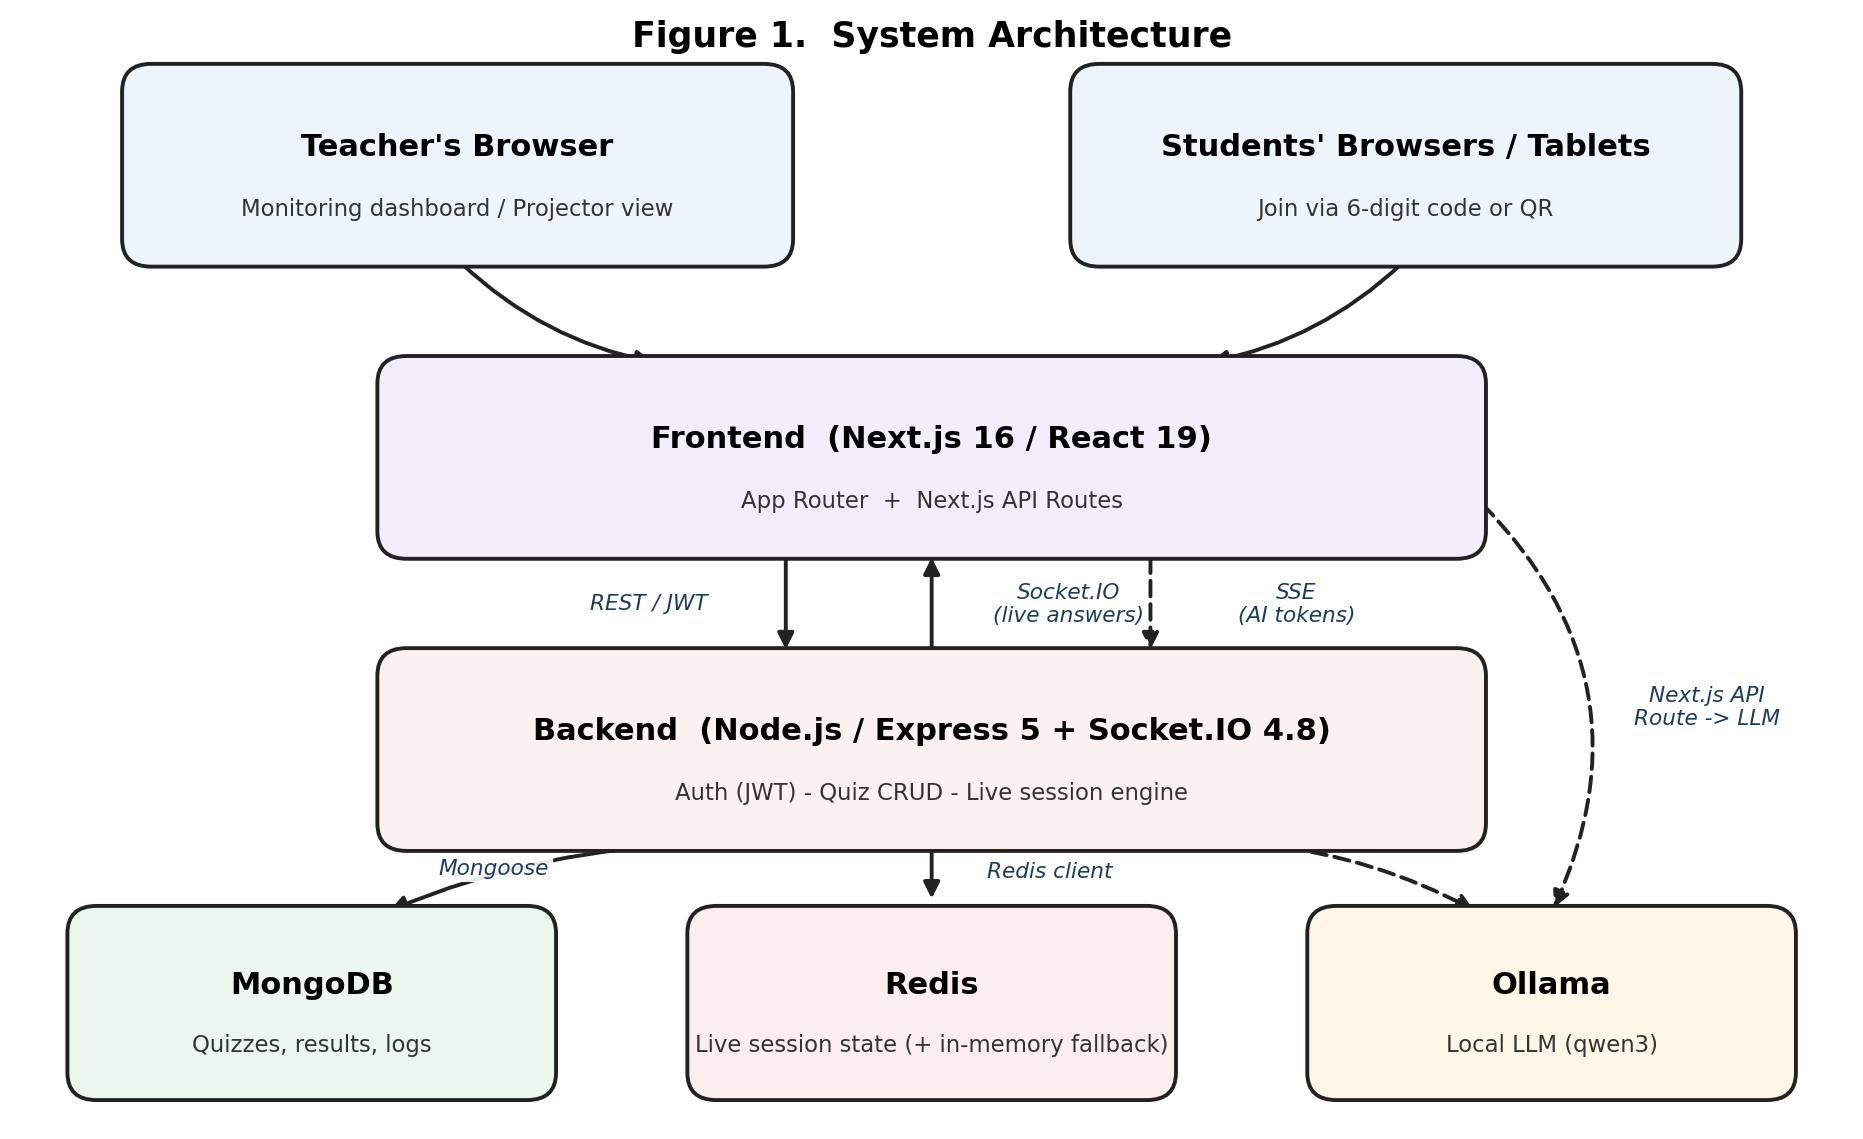 Figure 1.  System Architecture
Teacher's Browser
Monitoring dashboard / Projector view
Students' Browsers / Tablets
Join via 6-digit code or QR
Frontend  (Next.js 16 / React 19)
App Router  +  Next.js API Routes
REST / JWT
Socket.IO
(live answers)
SSE
(AI tokens)
Next.js API
Route -> LLM
Backend  (Node.js / Express 5 + Socket.IO 4.8)
Auth (JWT) - Quiz CRUD - Live session engine
Mongoose
Redis client
MongoDB
Quizzes, results, logs
Redis
Live session state (+ in-memory fallback)
Ollama
Local LLM (qwen3)